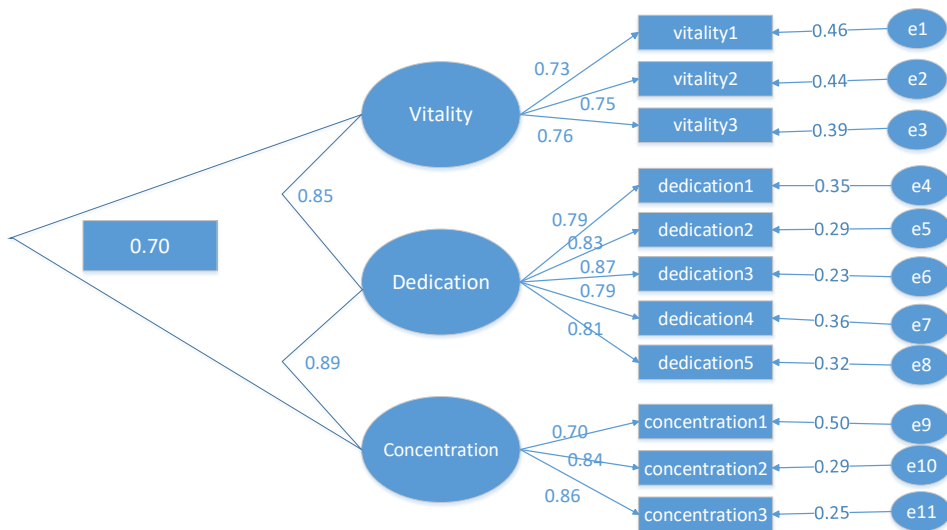 vitality1
0.46
e1
0.73
vitality2
0.44
e2
Vitality
0.75
vitality3
0.39
e3
0.76
0.85
dedication1
0.35
e4
0.79
dedication2
0.29
e5
0.83
0.70
0.87
dedication3
0.23
e6
Dedication
0.79
dedication4
0.36
e7
0.81
0.89
dedication5
0.32
e8
concentration1
0.50
e9
0.70
Concentration
0.84
concentration2
0.29
e10
0.86
concentration3
0.25
e11